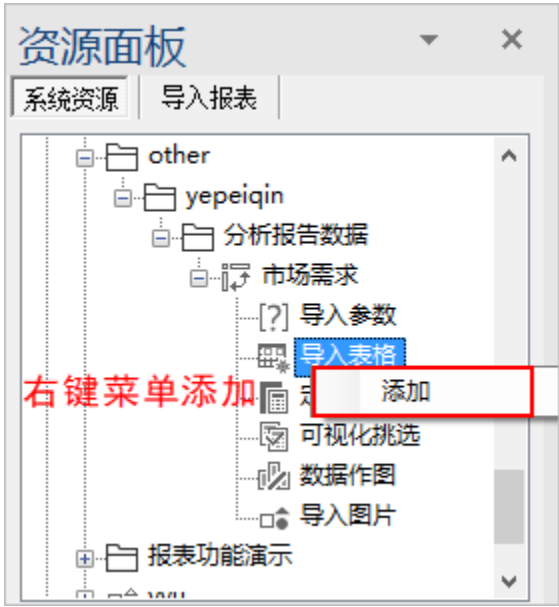 资源面板
系统资源 导入报表
other
yepeiqin
分析报告数据
市场需求
[?] 导入参数
导入表格
右键菜单添加
添加
可视化挑选
数据作图
导入图片
报表功能演示